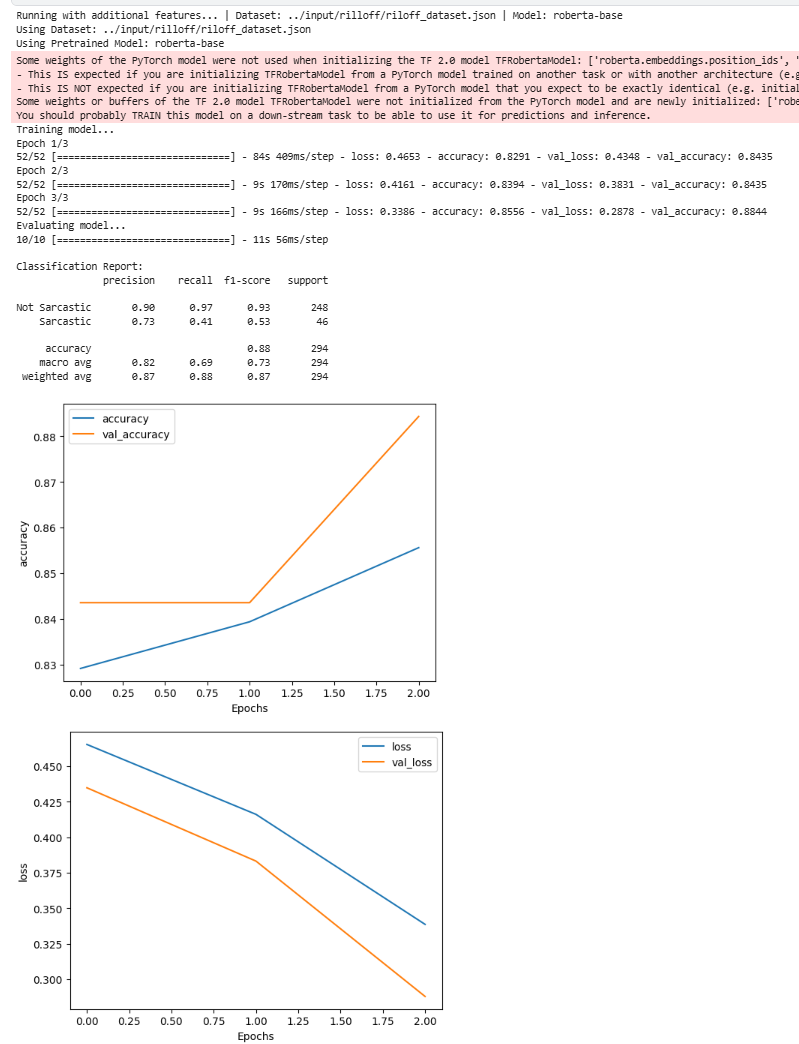 Running with additional features... | Dataset: ../input/rilloff/riloff_dataset.json | Model: roberta-base
Using Dataset: ../input/rilloff/riloff_dataset.json
Using Pretrained Model: roberta-base
Some weights of the PyTorch model were not used when initializing the TF 2.0 model TFRobertaModel: ['roberta.embeddings.position_ids', '
- This IS expected if you are initializing TFRobertaModel from a PyTorch model trained on another task or with another architecture (e.g
- This IS NOT expected if you are initializing TFRobertaModel from a PyTorch model that you expect to be exactly identical (e.g. initial
Some weights or buffers of the TF 2.0 model TFRobertaModel were not initialized from the PyTorch model and are newly initialized: ['robe
You should probably TRAIN this model on a down-stream task to be able to use it for predictions and inference.
Training model...
Epoch 1/3
52/52 [==============================] - 84s 409ms/step - loss: 0.4653 - accuracy: 0.8291 - val_loss: 0.4348 - val_accuracy: 0.8435
Epoch 2/3
52/52 [==============================] - 9s 170ms/step - loss: 0.4161 - accuracy: 0.8394 - val_loss: 0.3831 - val_accuracy: 0.8435
Epoch 3/3
52/52 [==============================] - 9s 166ms/step - loss: 0.3386 - accuracy: 0.8556 - val_loss: 0.2878 - val_accuracy: 0.8844
Evaluating model...
10/10 [==============================] - 11s 56ms/step
Classification Report:
precision recall f1-score support
Not Sarcastic 0.90 0.97 0.93 248
Sarcastic 0.73 0.41 0.53 46
accuracy 0.88 294
macro avg 0.82 0.69 0.73 294
weighted avg 0.87 0.88 0.87 294
accuracy
val_accuracy
0.88
0.87
0.86
0.85
0.84
0.83
accuracy
0.00 0.25 0.50 0.75 1.00 1.25 1.50 1.75 2.00
Epochs
loss
val_loss
0.450
0.425
0.400
0.375
0.350
0.325
0.300
loss
0.00 0.25 0.50 0.75 1.00 1.25 1.50 1.75 2.00
Epochs